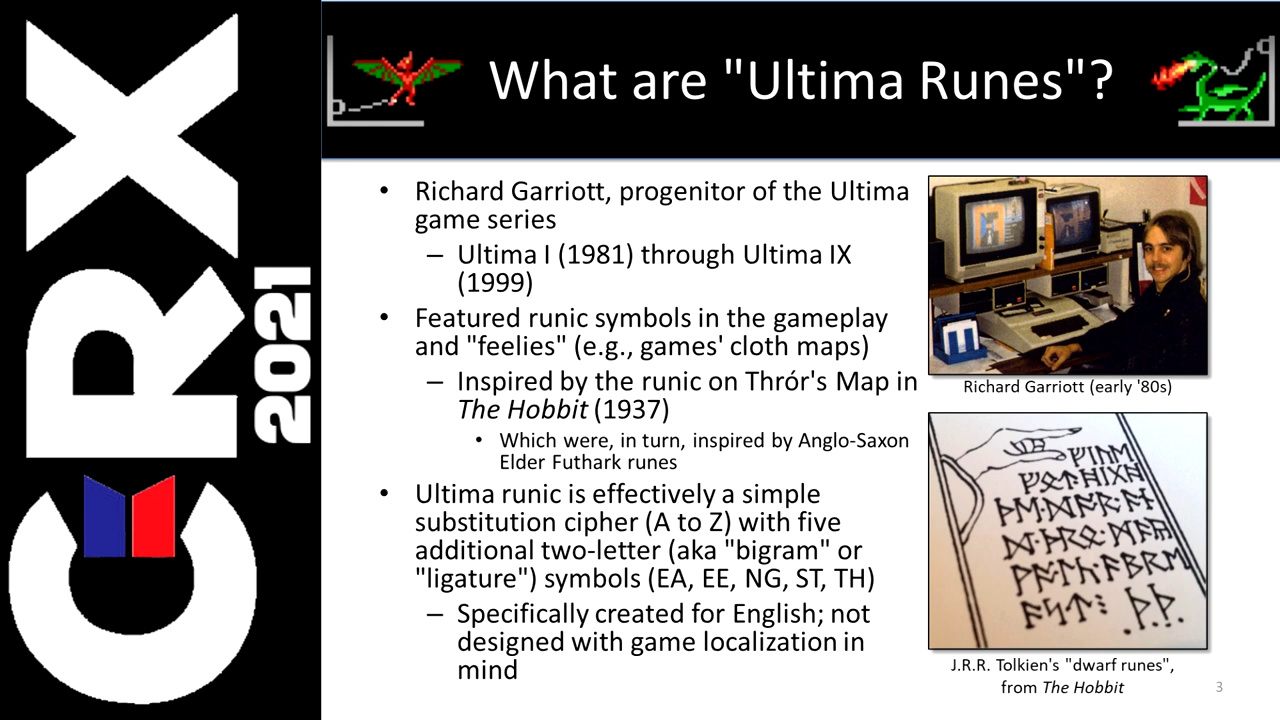 CRX
2021
What are "Ultima Runes"?
• Richard Garriott, progenitor of the Ultima
game series
– Ultima I (1981) through Ultima IX
(1999)
• Featured runic symbols in the gameplay
and "feelies" (e.g., games' cloth maps)
– Inspired by the runic on Thrór's Map in
The Hobbit (1937)
• Which were, in turn, inspired by Anglo-Saxon
Elder Futhark runes
• Ultima runic is effectively a simple
substitution cipher (A to Z) with five
additional two-letter (aka "bigram" or
"ligature") symbols (EA, EE, NG, ST, TH)
– Specifically created for English; not
designed with game localization in
mind
Richard Garriott (early '80s)
J.R.R. Tolkien's "dwarf runes",
from The Hobbit
3